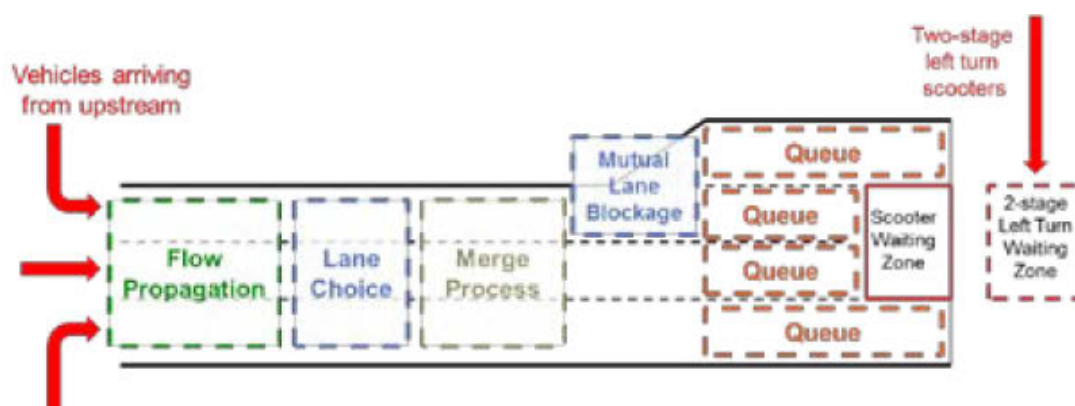 Vehicles arriving
from upstream
Two-stage
left turn
scooters
Flow
Propagation
Lane
Choice
Merge
Process
Mutual
Lane
Blockage
Queue
Queue
Queue
Queue
Scooter
Waiting
Zone
2-stage
Left Turn
Waiting
Zone